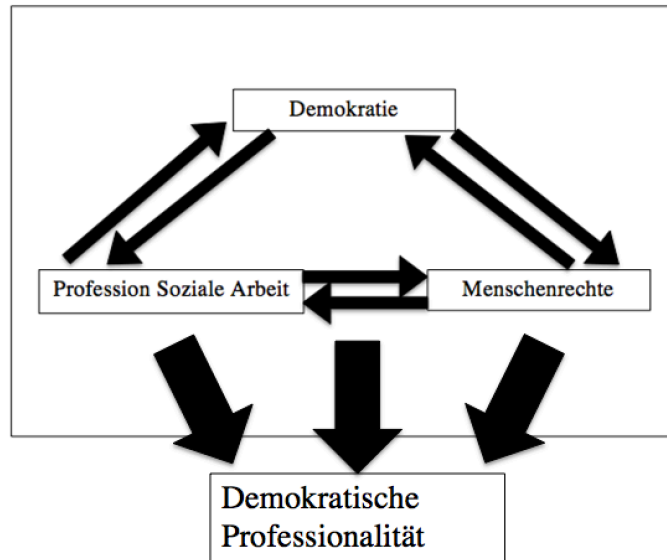 Demokratie
Profession Soziale Arbeit
Menschenrechte
Demokratische
Professionalität